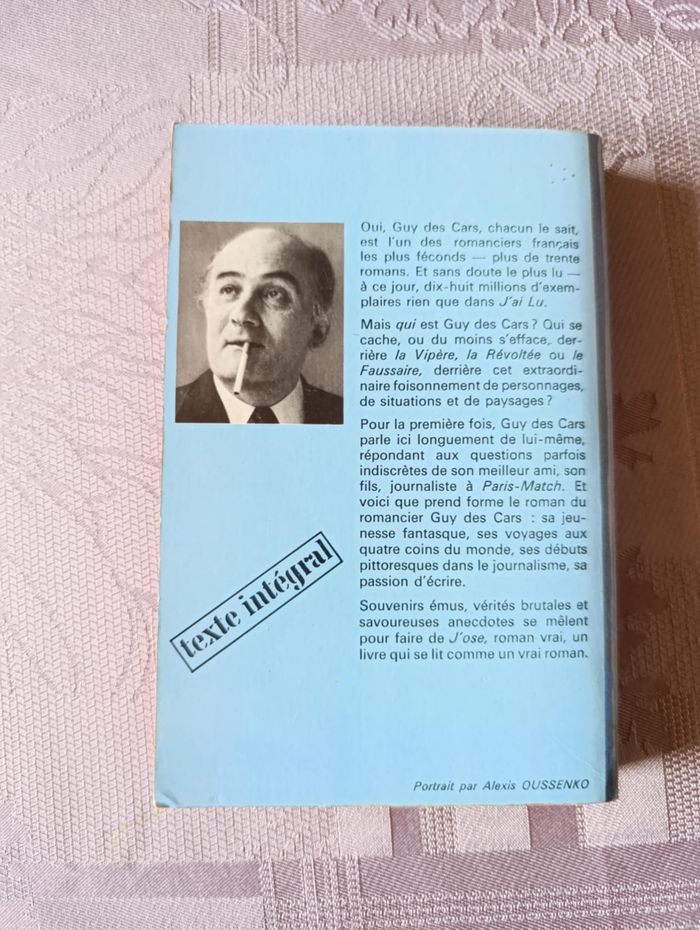 Oui, Guy des Cars, chacun le sait,
est l'un des romanciers français
les plus féconds — plus de trente
romans. Et sans doute le plus lu —
à ce jour, dix-huit millions d'exem-
plaires rien que dans J'ai Lu.
Mais qui est Guy des Cars ? Qui se
cache, ou du moins s'efface, der-
rière la Vipère, la Révoltée ou le
Faussaire, derrière cet extraordi-
naire foisonnement de personnages,
de situations et de paysages ?
Pour la première fois, Guy des Cars
parle ici longuement de lui-même,
répondant aux questions parfois
indiscrètes de son meilleur ami, son
fils, journaliste à Paris-Match. Et
voici que prend forme le roman du
romancier Guy des Cars : sa jeu-
nesse fantasque, ses voyages aux
quatre coins du monde, ses débuts
pittoresques dans le journalisme, sa
passion d'écrire.
Souvenirs émus, vérités brutales et
savoureuses anecdotes se mêlent
pour faire de J'ose, roman vrai, un
livre qui se lit comme un vrai roman.
texte intégral
Portrait par Alexis OUSSENKO